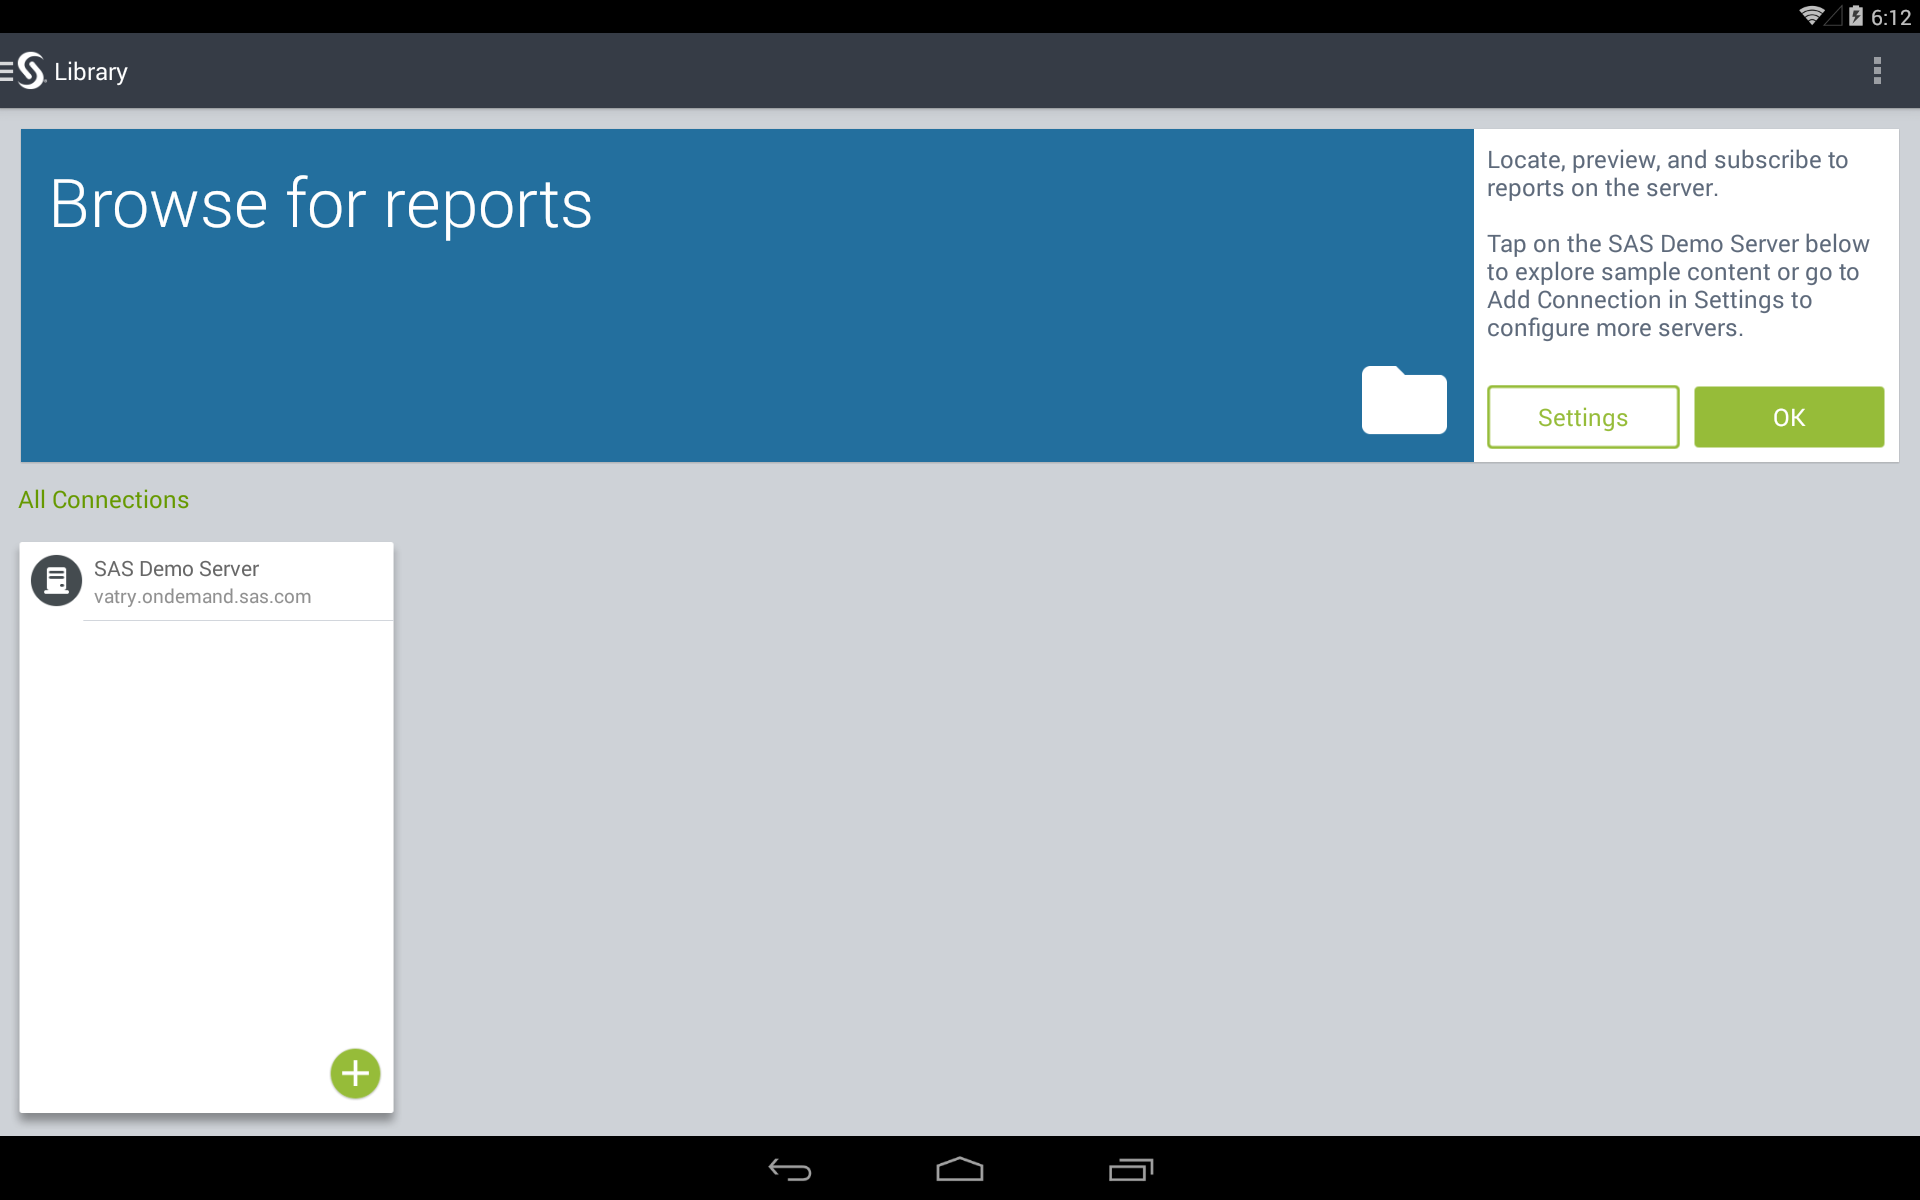 6:12
Library
Browse for reports
Locate, preview, and subscribe to
reports on the server.
Tap on the SAS Demo Server below
to explore sample content or go to
Add Connection in Settings to
configure more servers.
Settings
OK
All Connections
SAS Demo Server
vatry.ondemand.sas.com